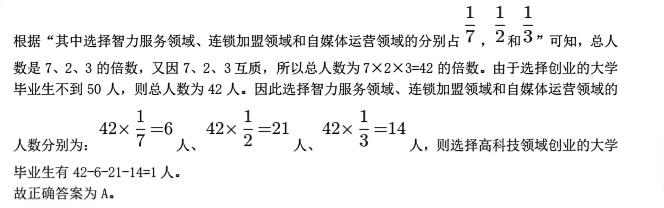 根据“其中选择智力服务领域、连锁加盟领域和自媒体运营领域的分别占 1/7，1/2和1/3”可知，总人
数是 7、2、3 的倍数，又因 7、2、3 互质，所以总人数为 7×2×3=42 的倍数。由于选择创业的大学
毕业生不到 50 人，则总人数为 42 人。因此选择智力服务领域、连锁加盟领域和自媒体运营领域的
人数分别为：42×1/7=6 人、42×1/2=21 人、42×1/3=14 人，则选择高科技领域创业的大学
毕业生有 42-6-21-14=1 人。
故正确答案为 A。